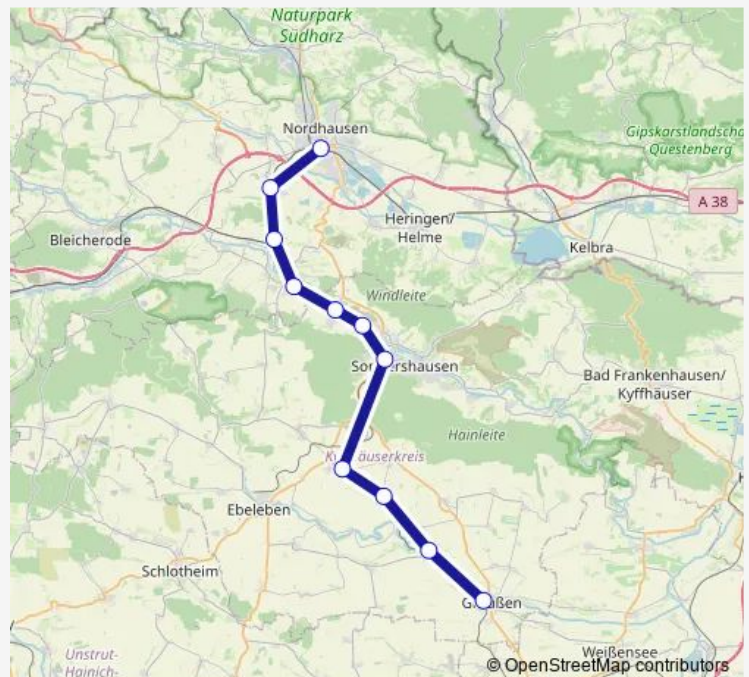 Naturpark
Südharz
Nordhausen
Gipskarstlandscha
Questenberg
A 38
Heringen/
Helme
Bleicherode
Kelbra
Windleite
Bad Frankenhausen/
Kyffhäuser
Hainleite
Ebeleben
Schlotheim
Weißensee
Unstrut-
Hainich-
© OpenStreetMap contributors